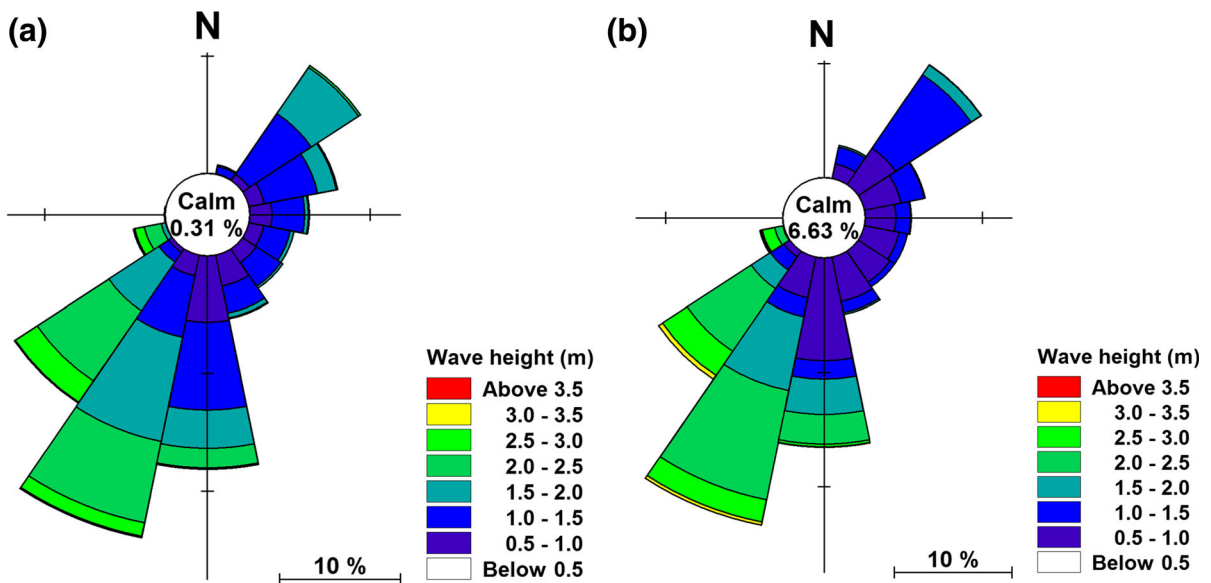 (a)
N
Calm
0.31 %
Wave height (m)
Above 3.5
3.0 - 3.5
2.5 - 3.0
2.0 - 2.5
1.5 - 2.0
1.0 - 1.5
0.5 - 1.0
Below 0.5
10 %
(b)
N
Calm
6.63 %
Wave height (m)
Above 3.5
3.0 - 3.5
2.5 - 3.0
2.0 - 2.5
1.5 - 2.0
1.0 - 1.5
0.5 - 1.0
Below 0.5
10 %